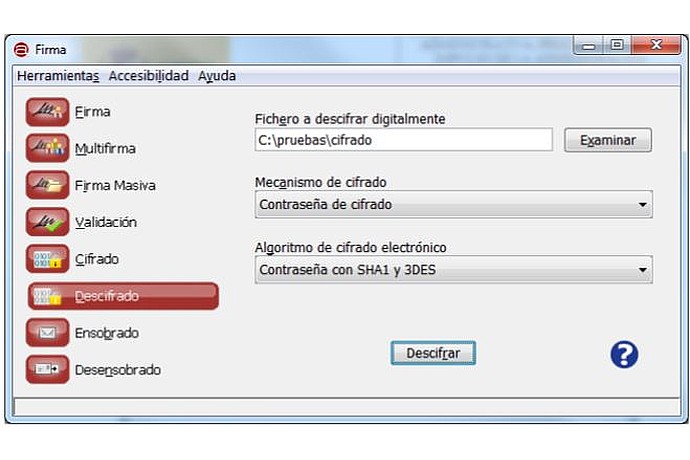 Firma
Herramientas Accesibilidad Ayuda
Firma
Multifirma
Firma Masiva
Validación
Cifrado
Descifrado
Ensobrado
Desensobrado
Fichero a descifrar digitalmente
C:\pruebas\cifrado
Examinar
Mecanismo de cifrado
Contraseña de cifrado
Algoritmo de cifrado electrónico
Contraseña con SHA1 y 3DES
Descifrar
?